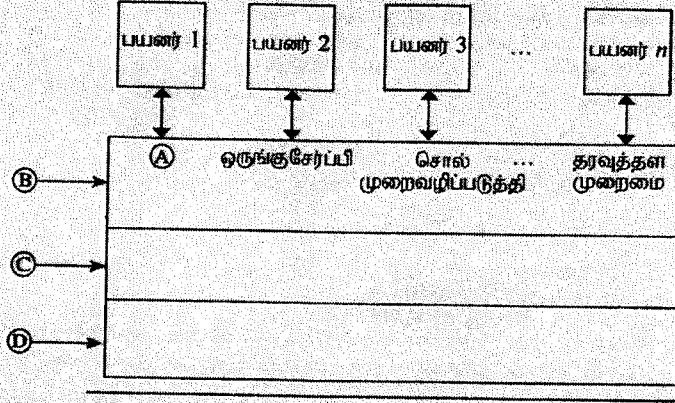 பயனர் 1 பயனர் 2 பயனர் 3 ... பயனர் n
Ⓐ ஒருங்குசேர்ப்பி சொல் ... தரவுத்தள
முறைவழிப்படுத்தி முறைமை
Ⓑ
Ⓒ
Ⓓ